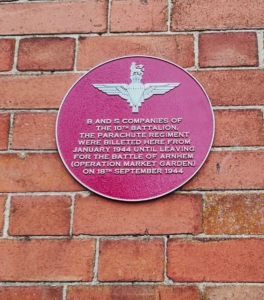 B AND S COMPANIES OF
THE 10TH BATTALION,
THE PARACHUTE REGIMENT
WERE BILLETED HERE FROM
JANUARY 1944 UNTIL LEAVING
FOR THE BATTLE OF ARNHEM
(OPERATION MARKET GARDEN)
ON 18TH SEPTEMBER 1944